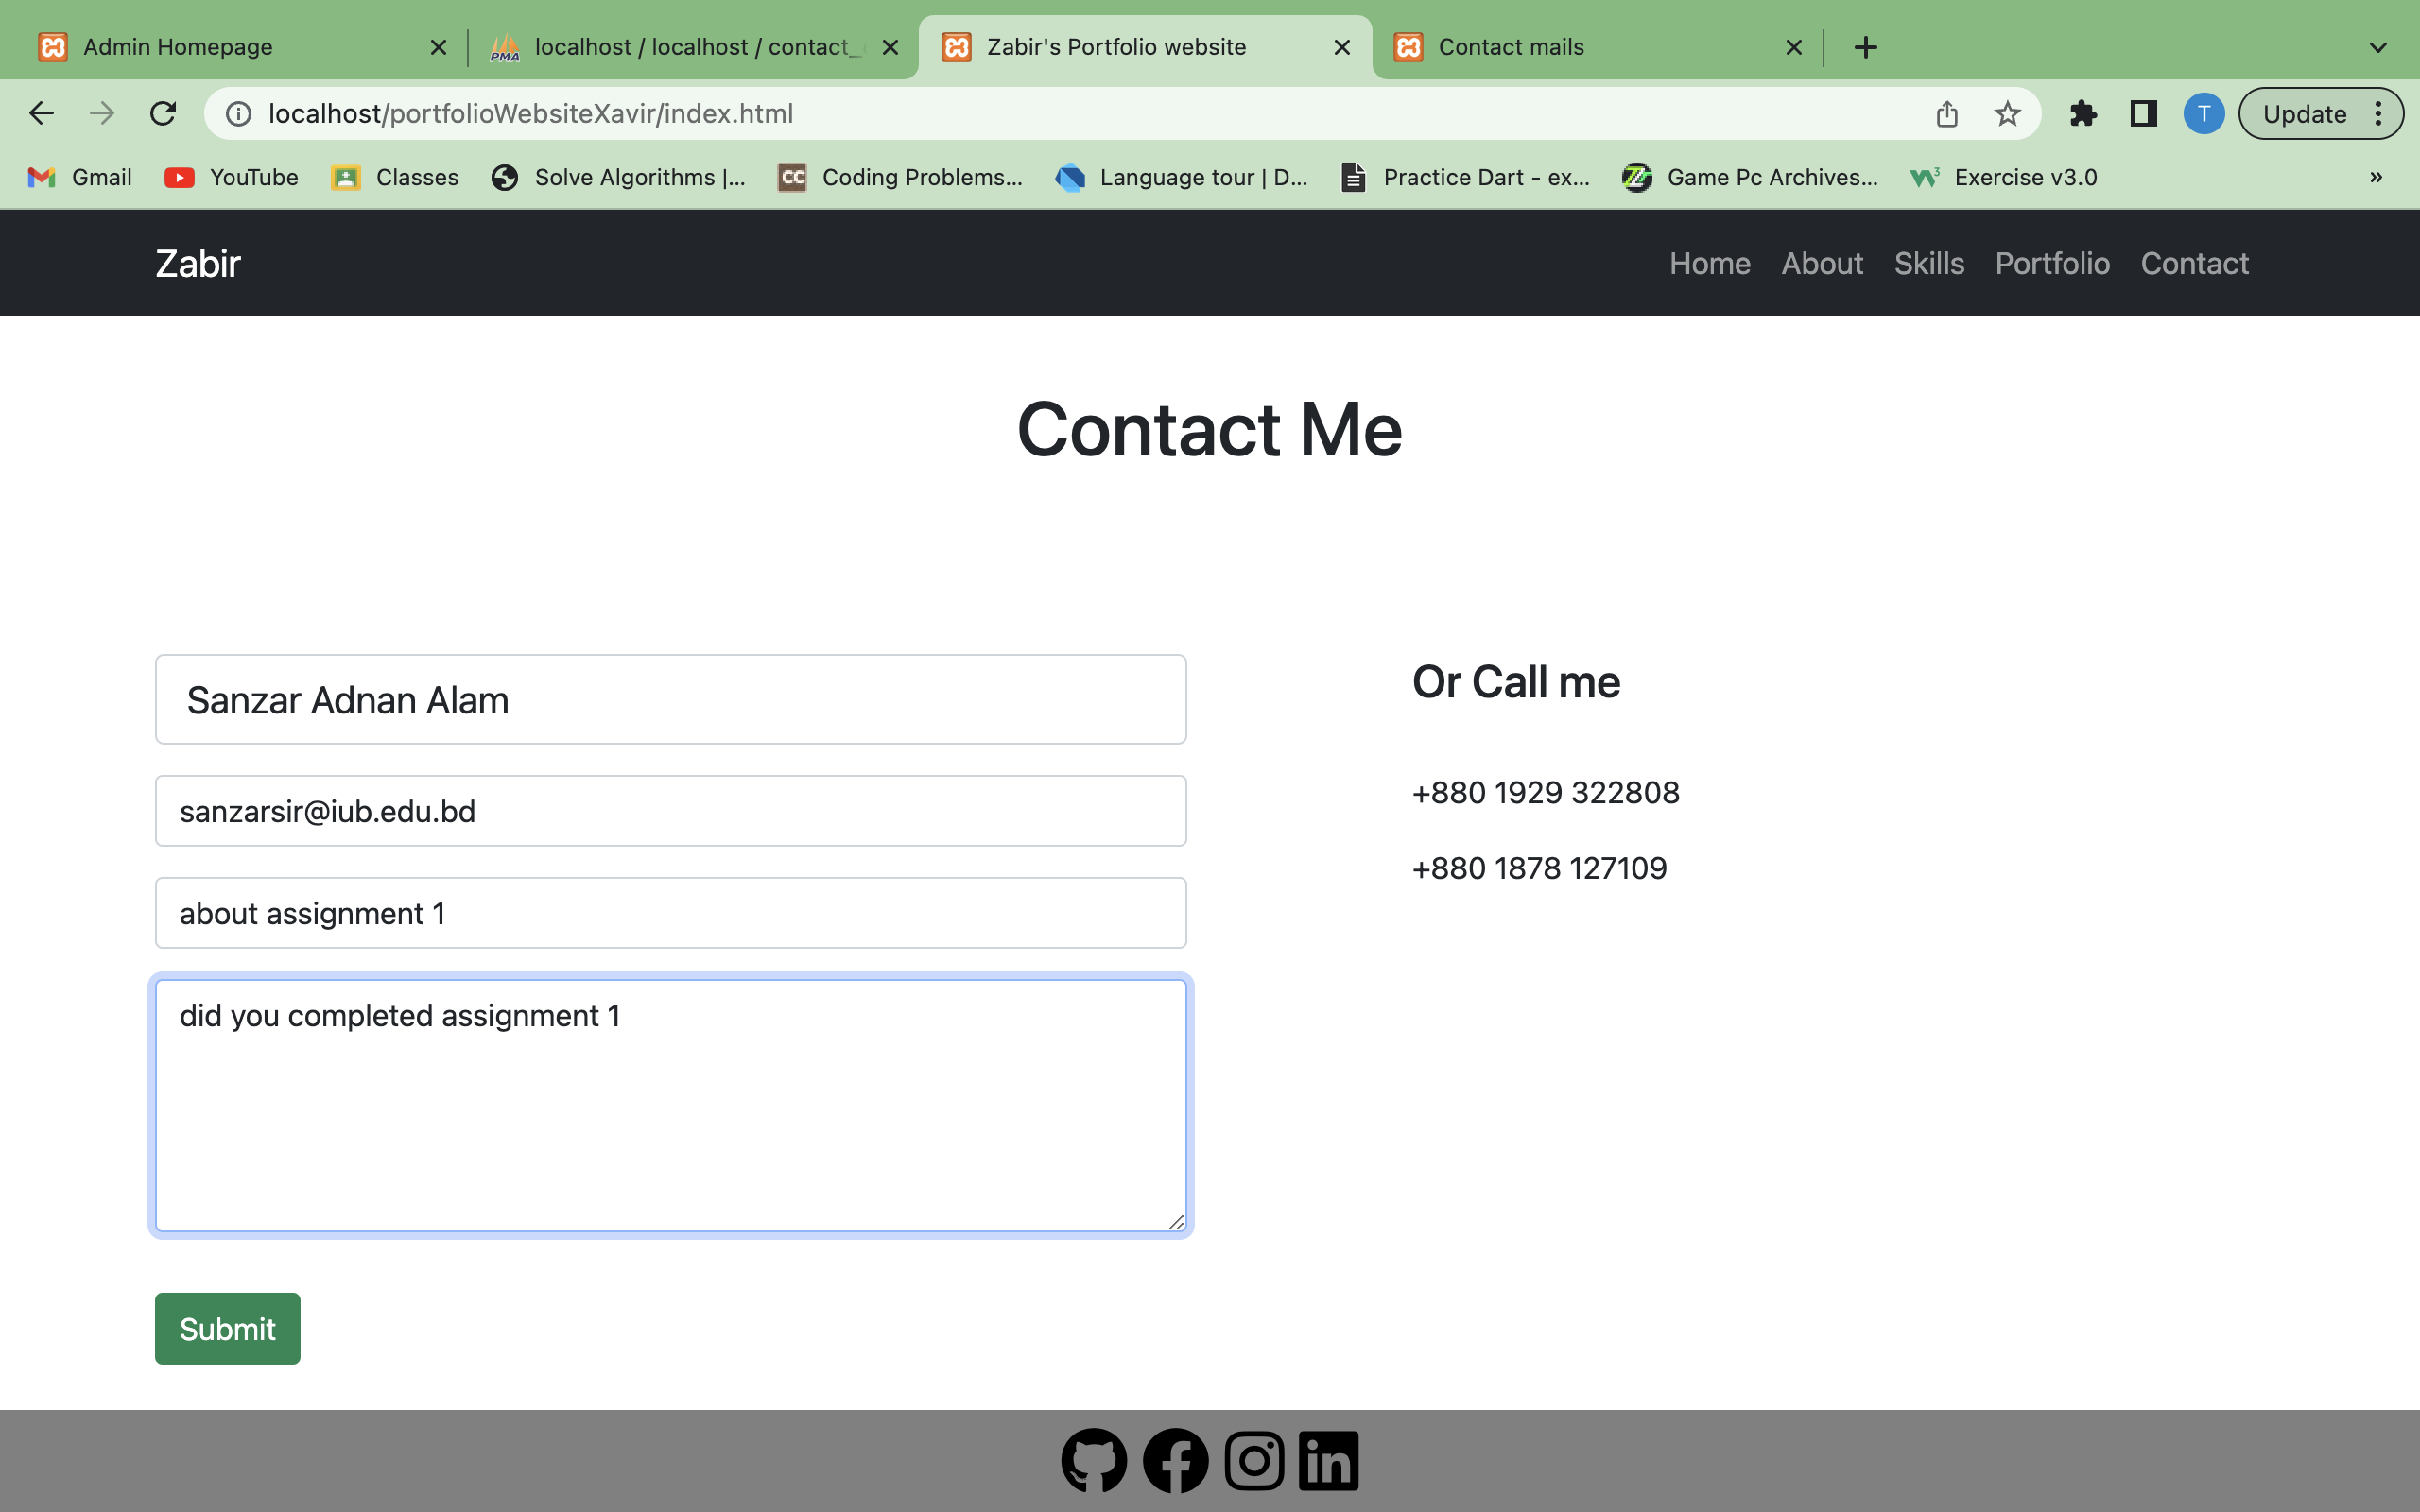 Admin Homepage
localhost / localhost / contact_
Zabir's Portfolio website
Contact mails
localhost/portfolioWebsiteXavir/index.html
T
Update
Gmail
YouTube
Classes
Solve Algorithms |...
CC
Coding Problems...
Language tour | D...
Practice Dart - ex...
Game Pc Archives...
Exercise v3.0
»
Zabir
Home
About
Skills
Portfolio
Contact
Contact Me
Sanzar Adnan Alam
sanzarsir@iub.edu.bd
about assignment 1
did you completed assignment 1
Submit
Or Call me
+880 1929 322808
+880 1878 127109